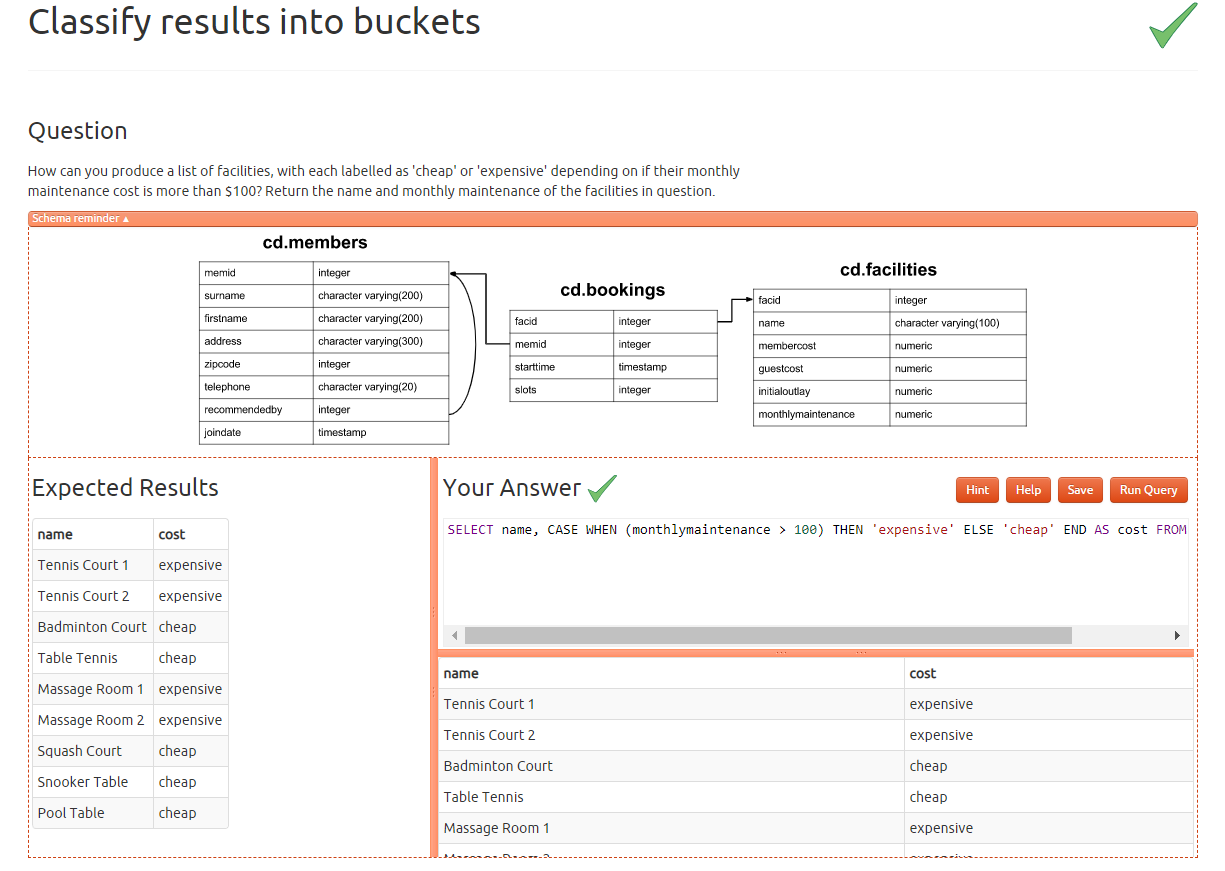 Classify results into buckets
Question
How can you produce a list of facilities, with each labelled as 'cheap' or 'expensive' depending on if their monthly
maintenance cost is more than $100? Return the name and monthly maintenance of the facilities in question.
Schema reminder ▲
cd.members
memid integer
surname character varying(200)
firstname character varying(200)
address character varying(300)
zipcode integer
telephone character varying(20)
recommendedby integer
joindate timestamp
cd.bookings
facid integer
memid integer
starttime timestamp
slots integer
cd.facilities
facid integer
name character varying(100)
membercost numeric
guestcost numeric
initialoutlay numeric
monthlymaintenance numeric
Expected Results
name cost
Tennis Court 1 expensive
Tennis Court 2 expensive
Badminton Court cheap
Table Tennis cheap
Massage Room 1 expensive
Massage Room 2 expensive
Squash Court cheap
Snooker Table cheap
Pool Table cheap
Your Answer
Hint Help Save Run Query
SELECT name, CASE WHEN (monthlymaintenance > 100) THEN 'expensive' ELSE 'cheap' END AS cost FROM
name cost
Tennis Court 1 expensive
Tennis Court 2 expensive
Badminton Court cheap
Table Tennis cheap
Massage Room 1 expensive
Massage Room 2 expensive